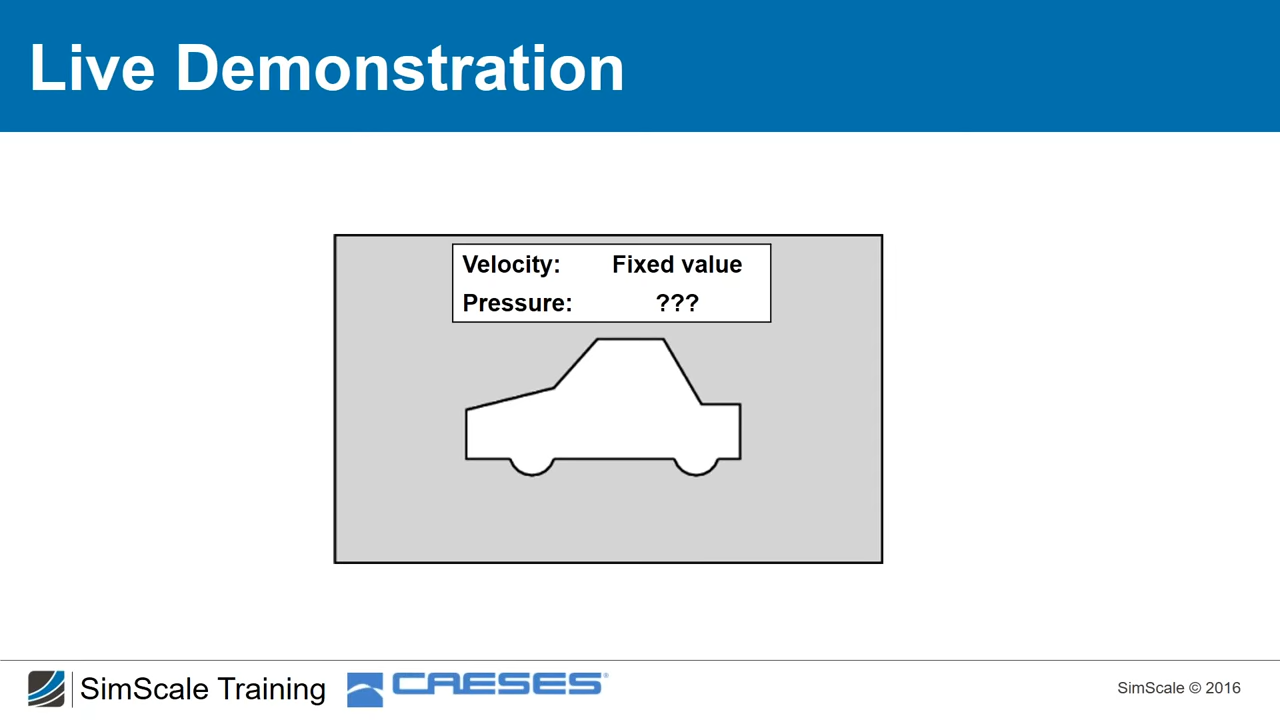 Live Demonstration
Velocity: Fixed value
Pressure: ???
SimScale Training
CAESES®
SimScale © 2016